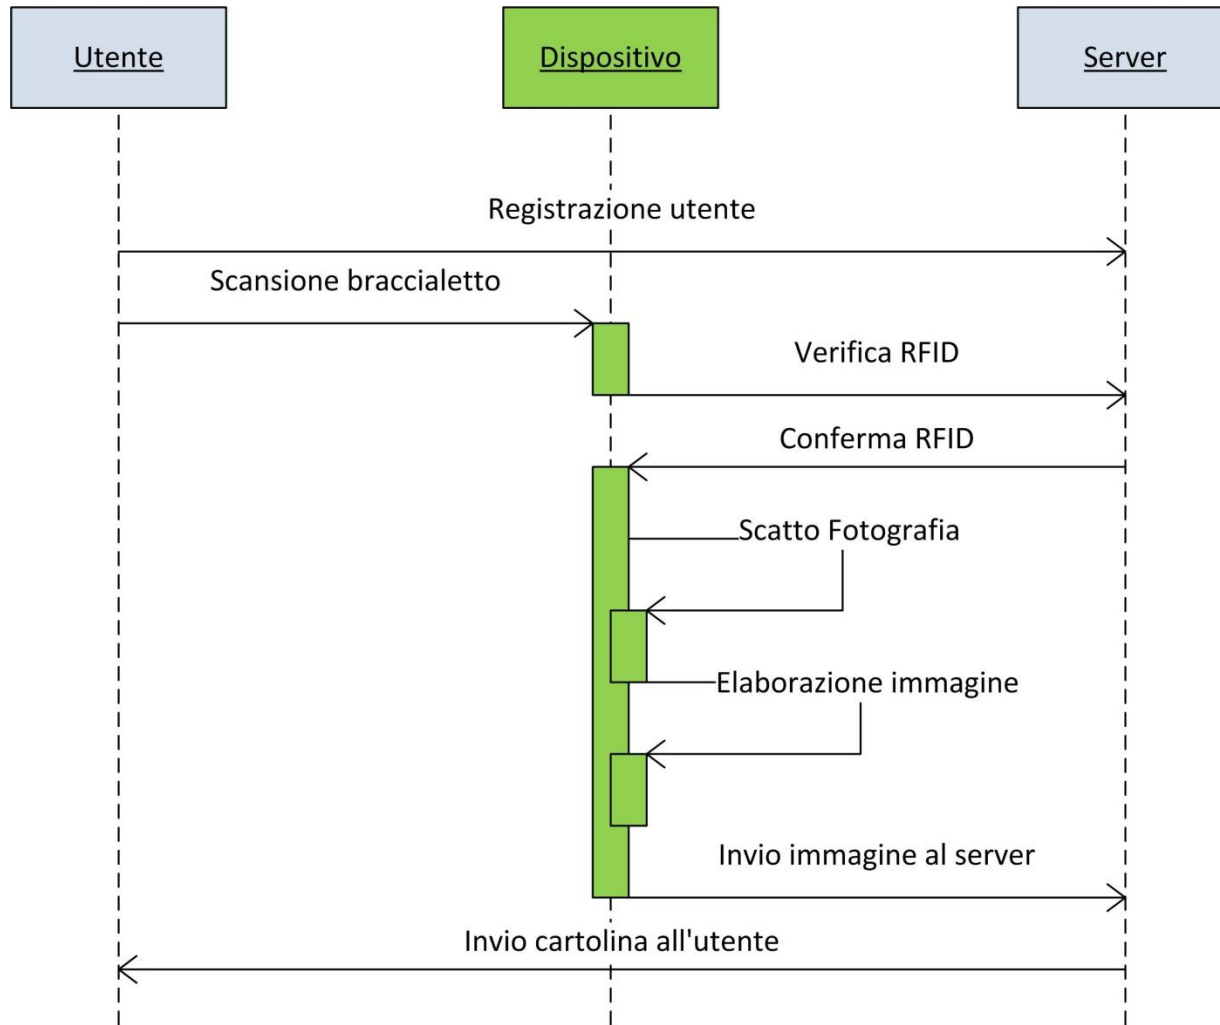 Utente
Dispositivo
Server
Registrazione utente
Scansione braccialetto
Verifica RFID
Conferma RFID
Scatto Fotografia
Elaborazione immagine
Invio immagine al server
Invio cartolina all'utente